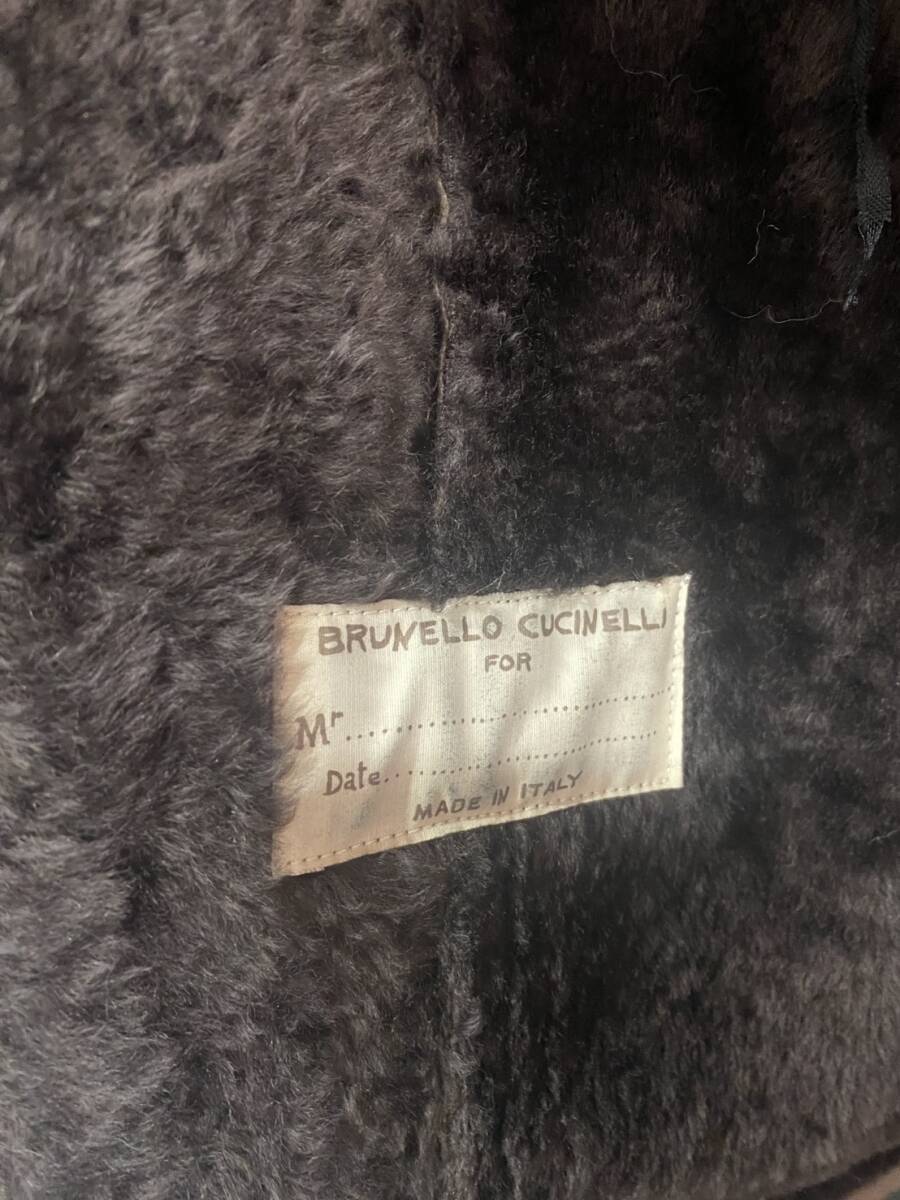 BRUNELLO CUCINELLI
FOR
Mr..............................
Date..............................
MADE IN ITALY